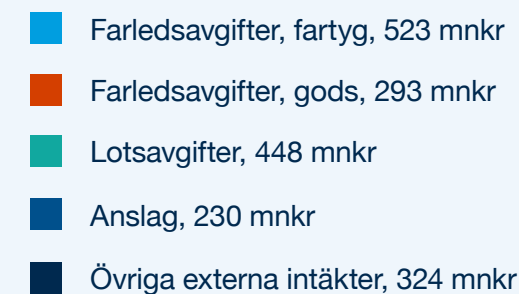 Farledsavgifter, fartyg, 523 mnkr
Farledsavgifter, gods, 293 mnkr
Lotsavgifter, 448 mnkr
Anslag, 230 mnkr
Övriga externa intäkter, 324 mnkr